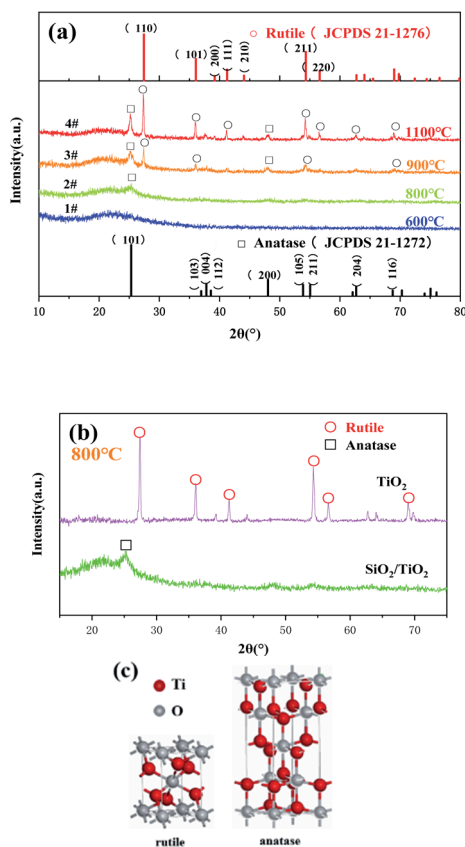 (a)
( 110)
Rutile ( JCPDS 21-1276)
( 101)
( 200)
( 111)
( 210)
( 211)
( 220)
4#
1100℃
3#
900℃
2#
800℃
1#
600℃
Anatase ( JCPDS 21-1272)
( 101)
( 103)
( 004)
( 112)
( 200)
( 105)
( 211)
( 204)
( 116)
Intensity(a.u.)
10 20 30 40 50 60 70 80
2θ(°)
(b)
800℃
Rutile
Anatase
TiO2
SiO2/TiO2
Intensity(a.u.)
20 30 40 50 60 70
2θ(°)
(c)
Ti
O
rutile
anatase